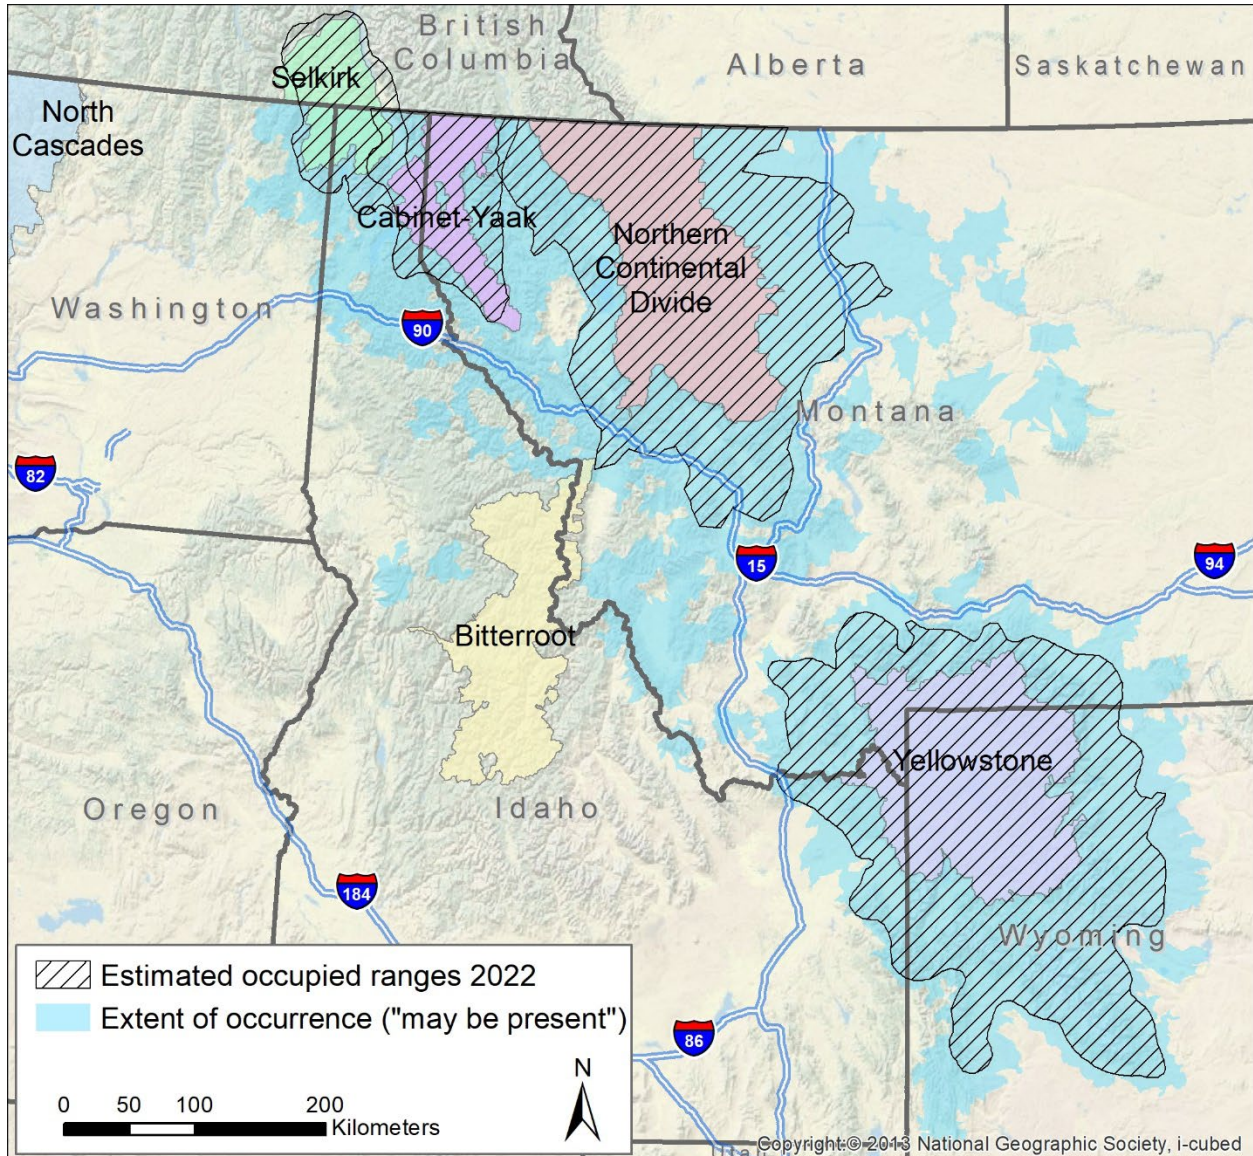 British
Columbia
Alberta
Saskatchewan
Selkirk
North
Cascades
Cabinet-Yaak
Northern
Continental
Divide
Washington
90
Montana
82
15
94
Bitterroot
Yellowstone
Oregon
Idaho
184
Wyoming
Estimated occupied ranges 2022
Extent of occurrence ("may be present")
86
N
0 50 100 200
Kilometers
Utah
Copyright:© 2013 National Geographic Society, i-cubed